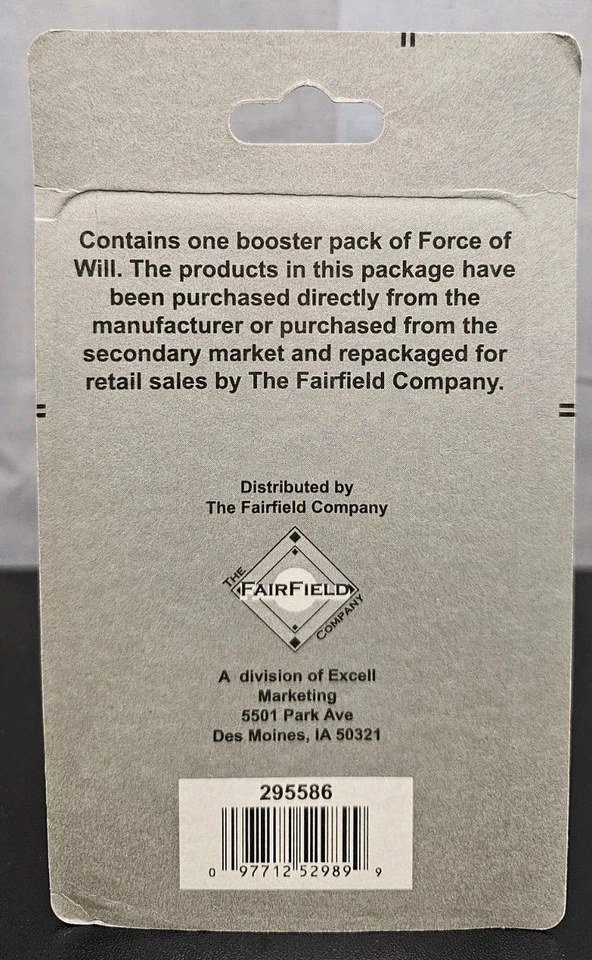 Contains one booster pack of Force of
Will. The products in this package have
been purchased directly from the
manufacturer or purchased from the
secondary market and repackaged for
retail sales by The Fairfield Company.
Distributed by
The Fairfield Company
THE
FAIRFIELD
COMPANY
A division of Excell
Marketing
5501 Park Ave
Des Moines, IA 50321
295586
0 97712 52989 9